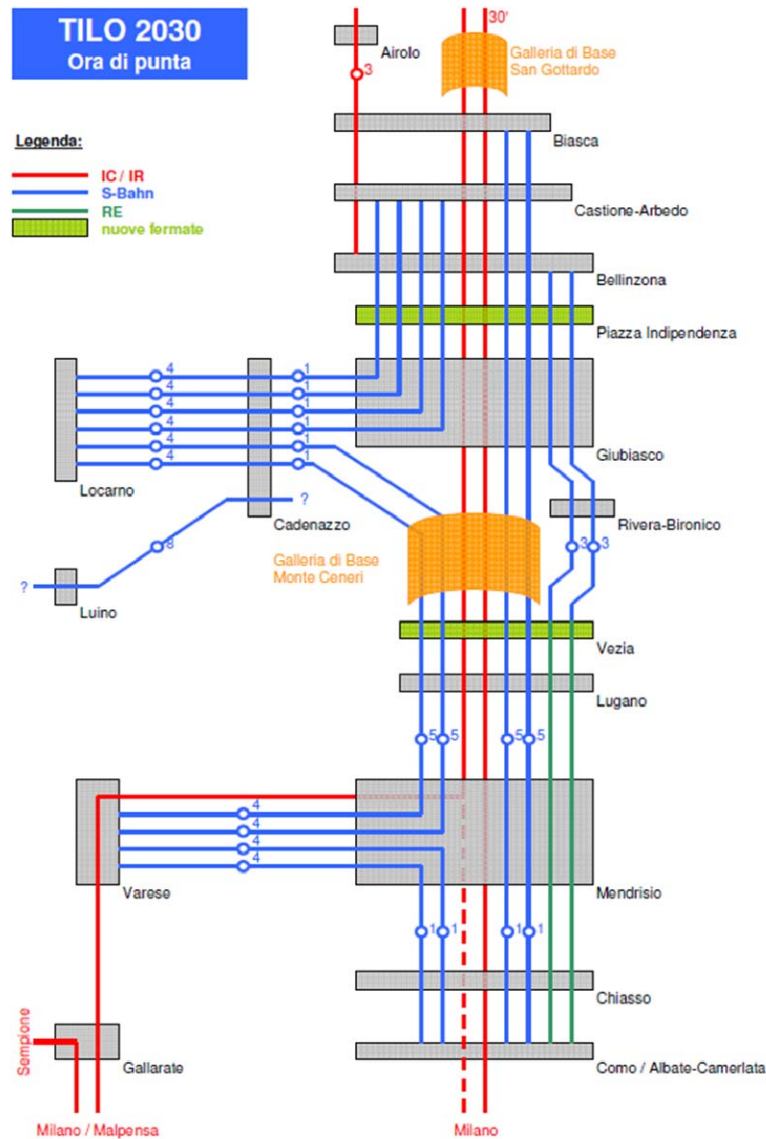 TILO 2030
Ora di punta
30'
Airolo
Galleria di Base
San Gottardo
3
Legenda:
IC / IR
S-Bahn
RE
nuove fermate
Biasca
Castione-Arbedo
Bellinzona
Piazza Indipendenza
4 1
4 1
4 1
4 1
4 1
4 1
Giubiasco
Locarno
?
Cadenazzo
Rivera-Bironico
8
3 3
Galleria di Base
Monte Ceneri
?
Luino
Vezia
Lugano
5 5 5 5
4
4
4
4
Varese
Mendrisio
1 1 1 1
Chiasso
Sempione
Gallarate
Como / Albate-Camerlata
Milano / Malpensa
Milano